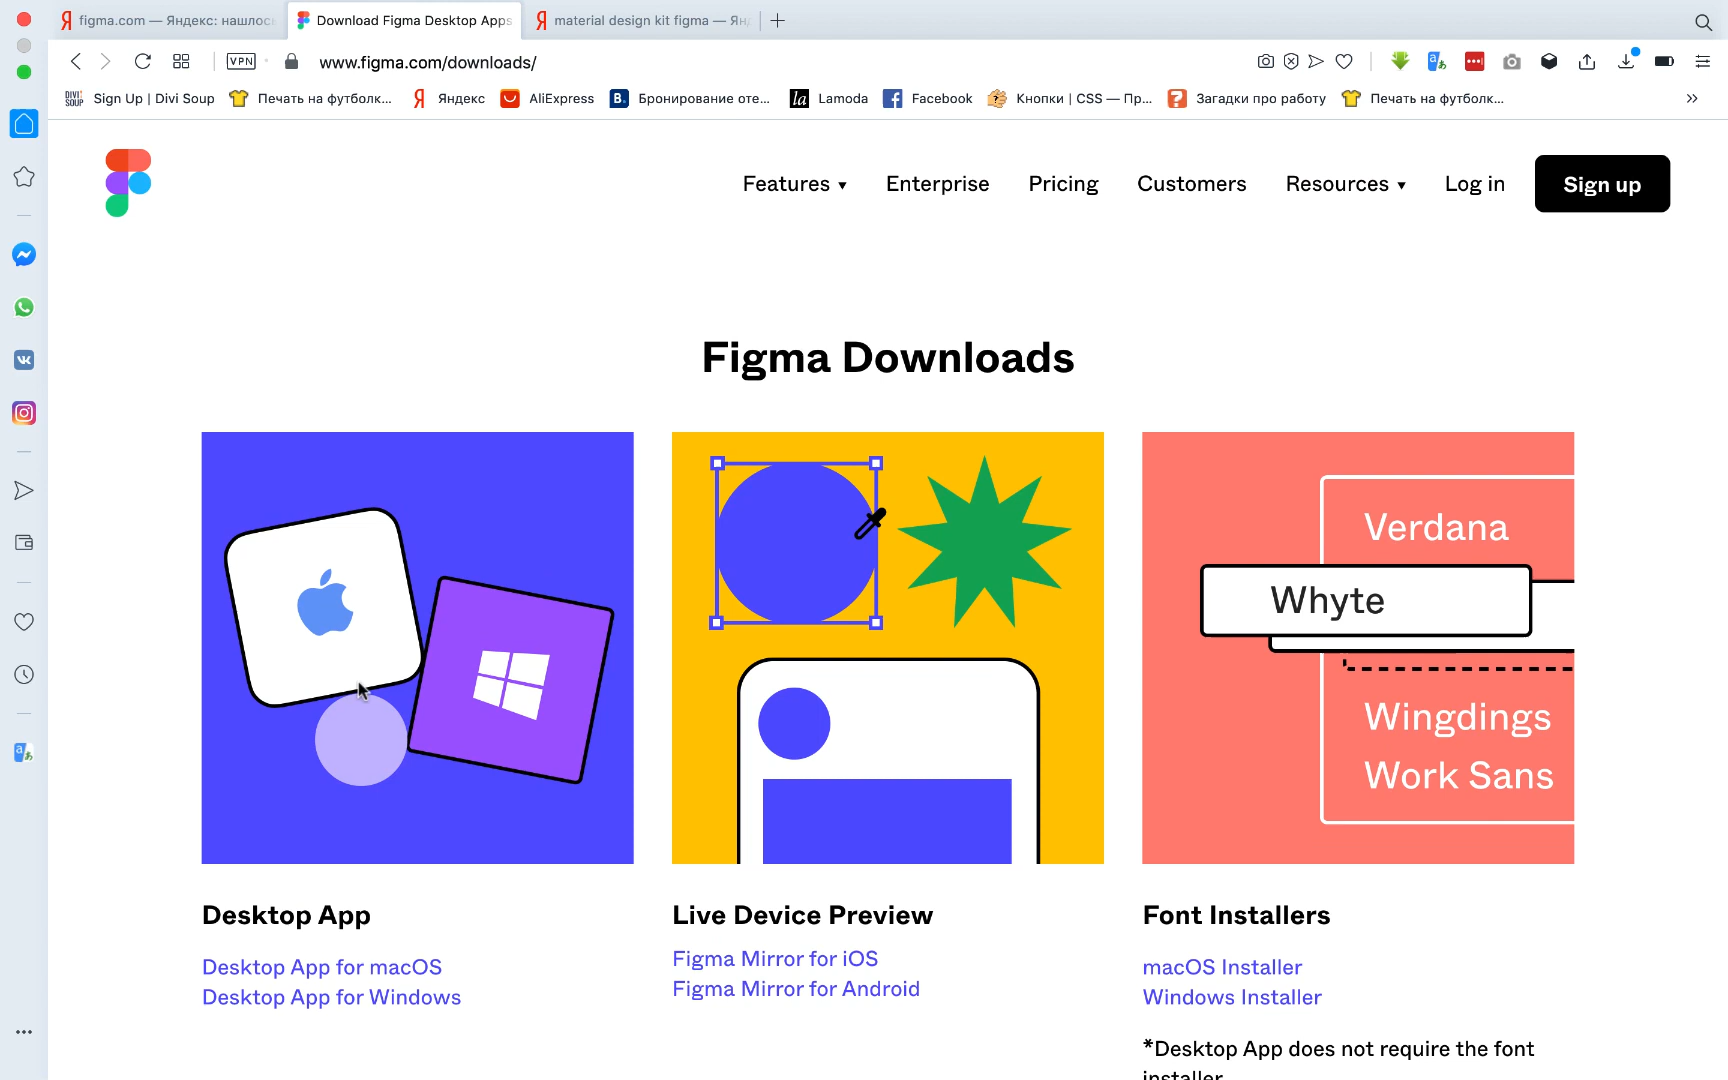 figma.com — Яндекс: нашлось
Download Figma Desktop Apps
material design kit figma — Ян
VPN
www.figma.com/downloads/
DIVI SOUP
Sign Up | Divi Soup
Печать на футболк...
Яндекс
AliExpress
B.
Бронирование оте...
la
Lamoda
Facebook
Кнопки | CSS — Пр...
Загадки про работу
Печать на футболк...
Features
Enterprise
Pricing
Customers
Resources
Log in
Sign up
Figma Downloads
Verdana
Whyte
Wingdings
Work Sans
Desktop App
Desktop App for macOS
Desktop App for Windows
Live Device Preview
Figma Mirror for iOS
Figma Mirror for Android
Font Installers
macOS Installer
Windows Installer
*Desktop App does not require the font
installer